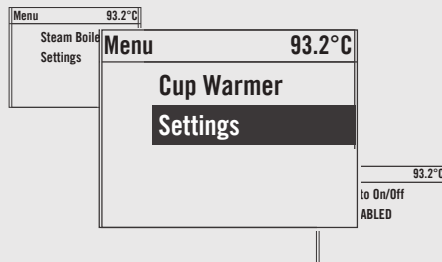 Menu 93.2°C
Steam Boile
Settings
Menu 93.2°C
Cup Warmer
Settings
93.2°C
to On/Off
ABLED